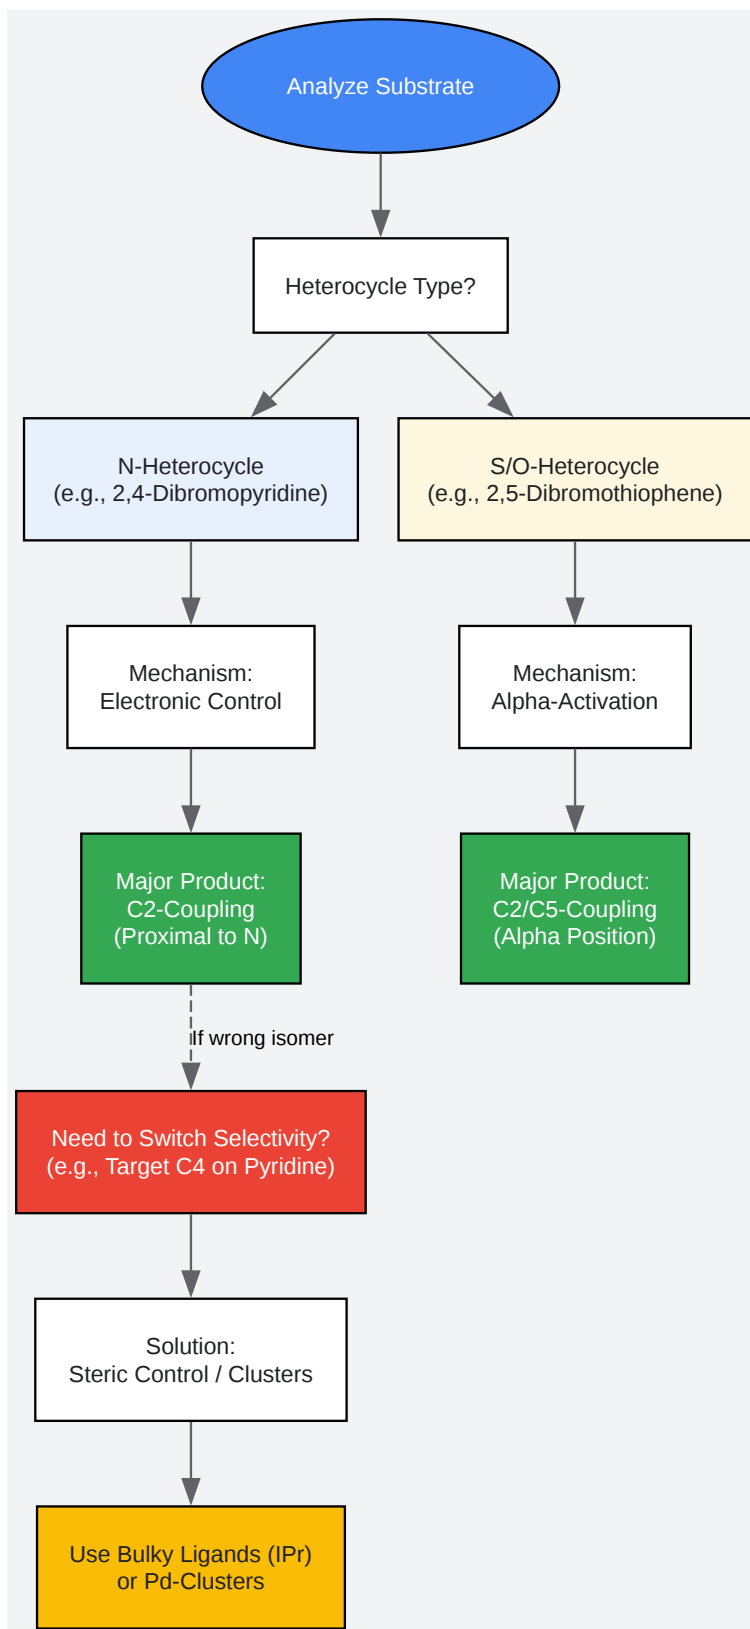 Analyze Substrate
Heterocycle Type?
N-Heterocycle
(e.g., 2,4-Dibromopyridine)
S/O-Heterocycle
(e.g., 2,5-Dibromothiophene)
Mechanism:
Electronic Control
Mechanism:
Alpha-Activation
Major Product:
C2-Coupling
(Proximal to N)
Major Product:
C2/C5-Coupling
(Alpha Position)
If wrong isomer
Need to Switch Selectivity?
(e.g., Target C4 on Pyridine)
Solution:
Steric Control / Clusters
Use Bulky Ligands (IPr)
or Pd-Clusters